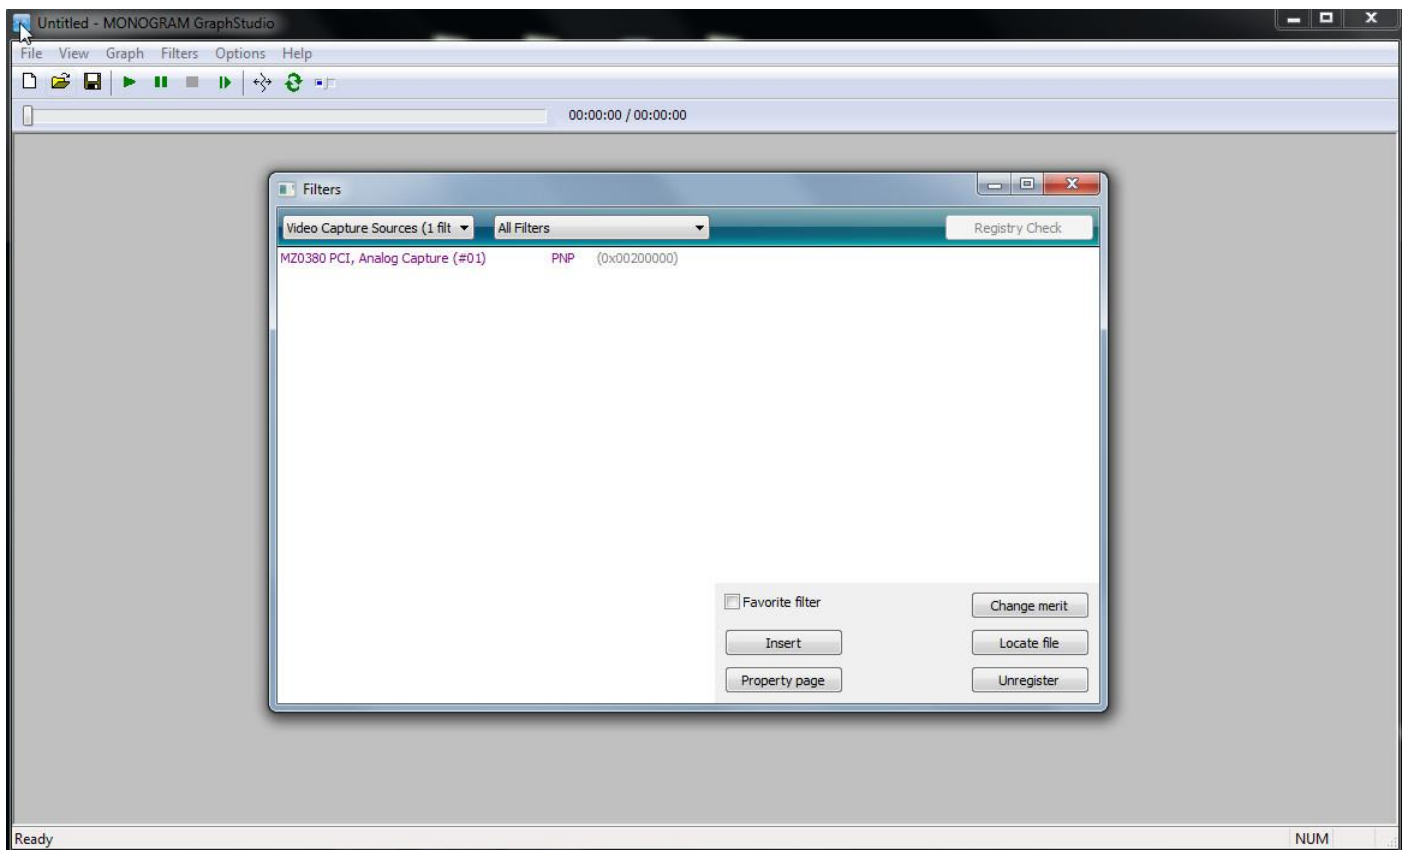 Untitled - MONOGRAM GraphStudio
File View Graph Filters Options Help
00:00:00 / 00:00:00
Filters
Video Capture Sources (1 filt
All Filters
Registry Check
MZ0380 PCI, Analog Capture (#01) PNP (0x00200000)
Favorite filter
Change merit
Insert
Locate file
Property page
Unregister
Ready
NUM